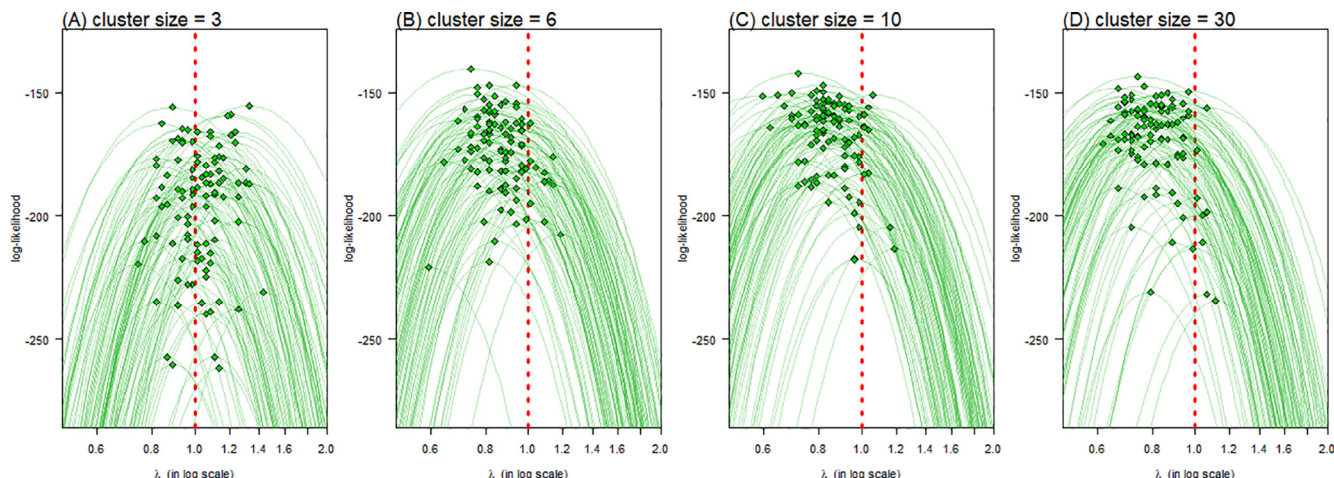 (A) cluster size = 3
(B) cluster size = 6
(C) cluster size = 10
(D) cluster size = 30
log-likelihood
-150
-200
-250
0.6 0.8 1.0 1.2 1.4 1.6 2.0
λ (in log scale)
log-likelihood
-150
-200
-250
0.6 0.8 1.0 1.2 1.4 1.6 2.0
λ (in log scale)
log-likelihood
-150
-200
-250
0.6 0.8 1.0 1.2 1.4 1.6 2.0
λ (in log scale)
log-likelihood
-150
-200
-250
0.6 0.8 1.0 1.2 1.4 1.6 2.0
λ (in log scale)